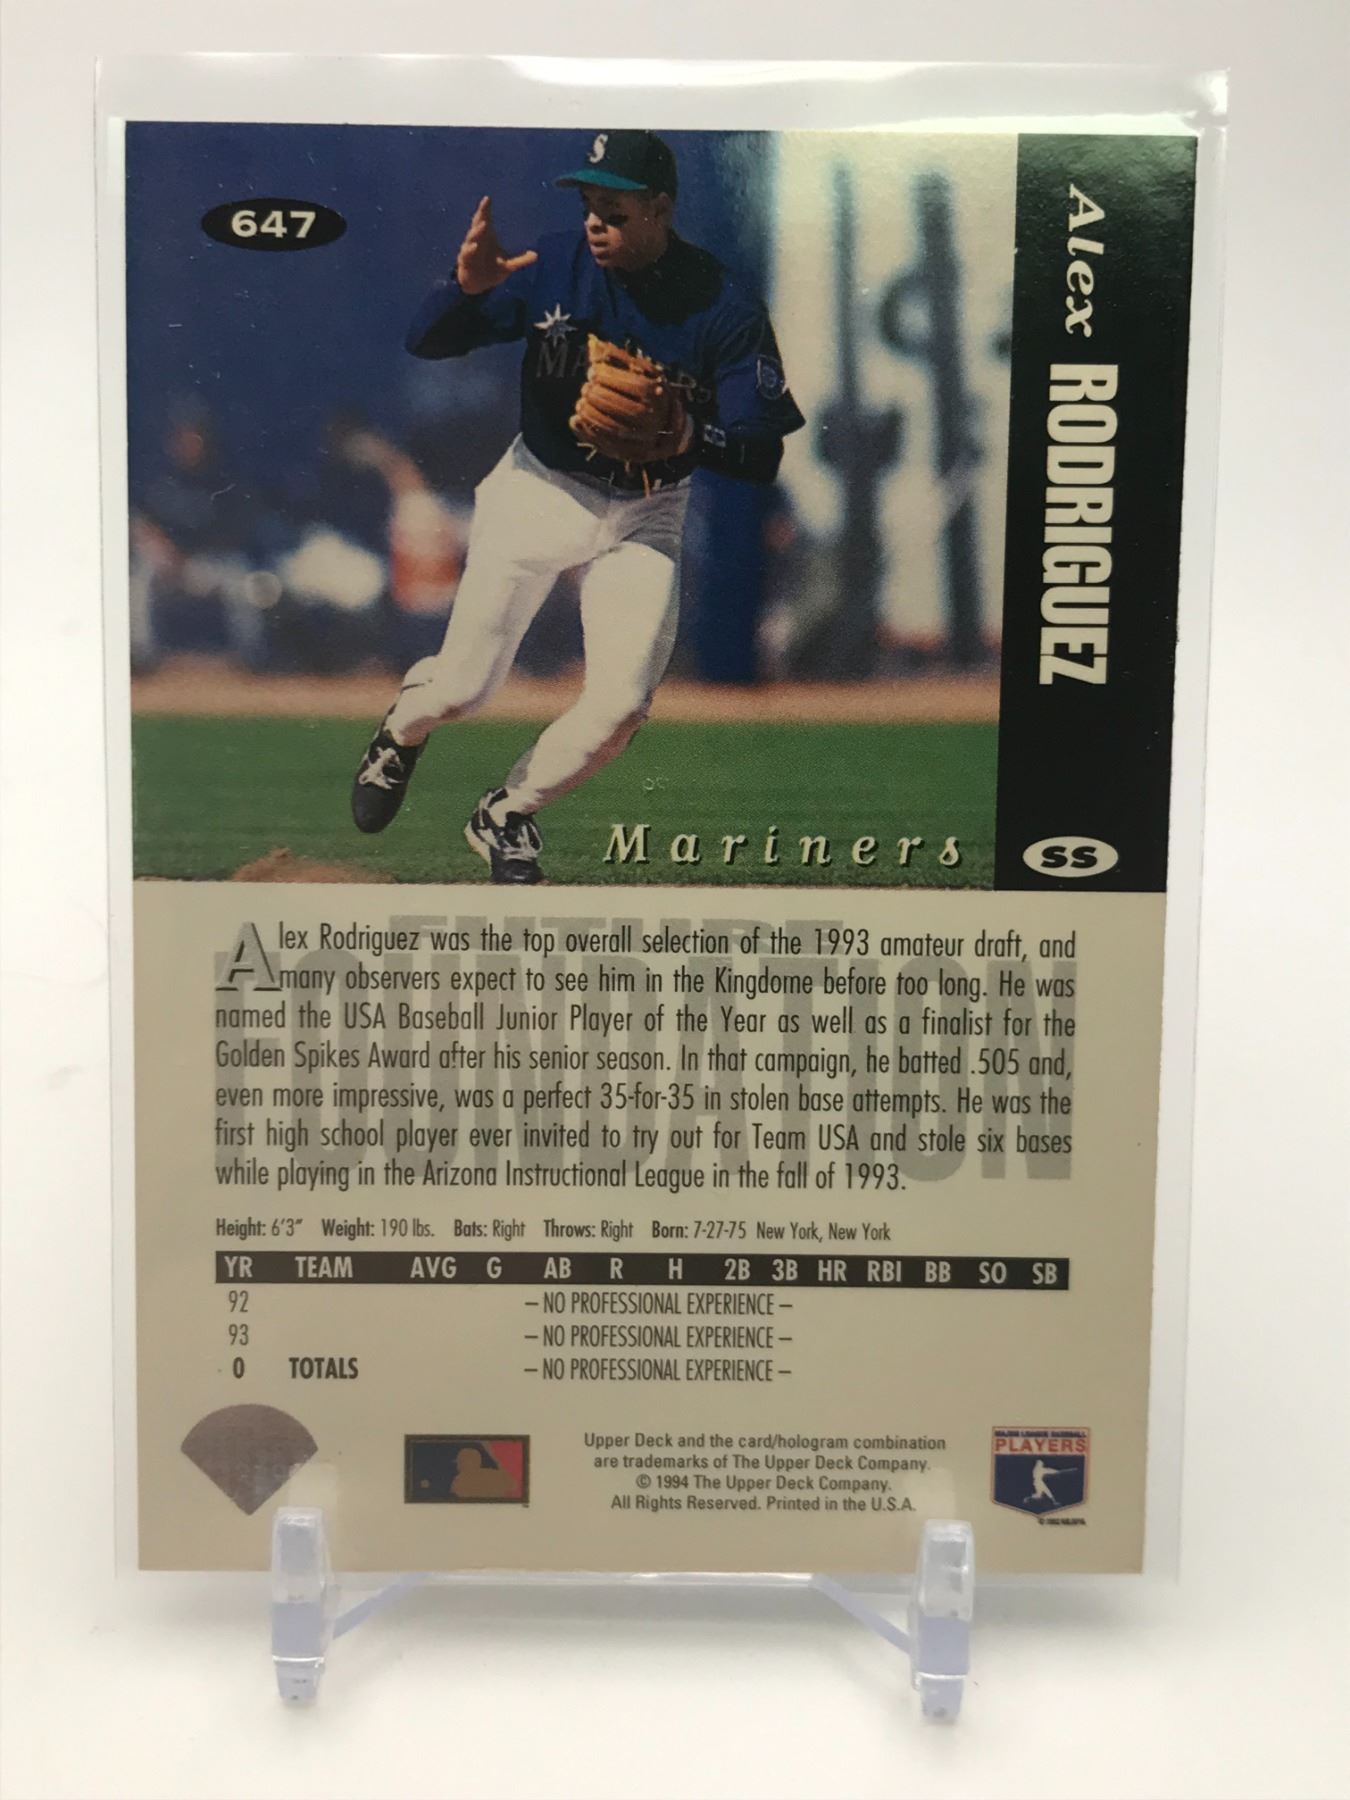 647
S
Alex RODRIGUEZ
SS
Mariners
FUTURE
FOUNDATION
Alex Rodriguez was the top overall selection of the 1993 amateur draft, and
many observers expect to see him in the Kingdome before too long. He was
named the USA Baseball Junior Player of the Year as well as a finalist for the
Golden Spikes Award after his senior season. In that campaign, he batted .505 and,
even more impressive, was a perfect 35-for-35 in stolen base attempts. He was the
first high school player ever invited to try out for Team USA and stole six bases
while playing in the Arizona Instructional League in the fall of 1993.
Height: 6'3" Weight: 190 lbs. Bats: Right Throws: Right Born: 7-27-75 New York, New York
YR TEAM AVG G AB R H 2B 3B HR RBI BB SO SB
92 – NO PROFESSIONAL EXPERIENCE –
93 – NO PROFESSIONAL EXPERIENCE –
0 TOTALS – NO PROFESSIONAL EXPERIENCE –
Upper Deck and the card/hologram combination
are trademarks of The Upper Deck Company.
© 1994 The Upper Deck Company.
All Rights Reserved. Printed in the U.S.A.
MAJOR LEAGUE BASEBALL
PLAYERS